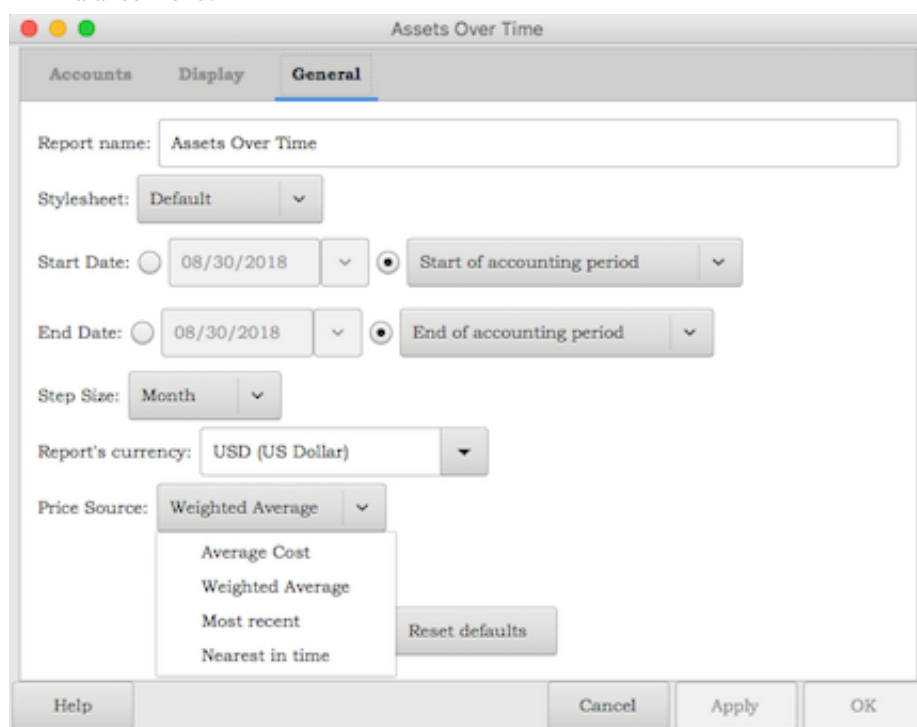 Assets Over Time
Accounts Display General
Report name: Assets Over Time
Stylesheet: Default
Start Date: 08/30/2018 Start of accounting period
End Date: 08/30/2018 End of accounting period
Step Size: Month
Report's currency: USD (US Dollar)
Price Source: Weighted Average
Average Cost
Weighted Average
Most recent
Nearest in time
Reset defaults
Help Cancel Apply OK